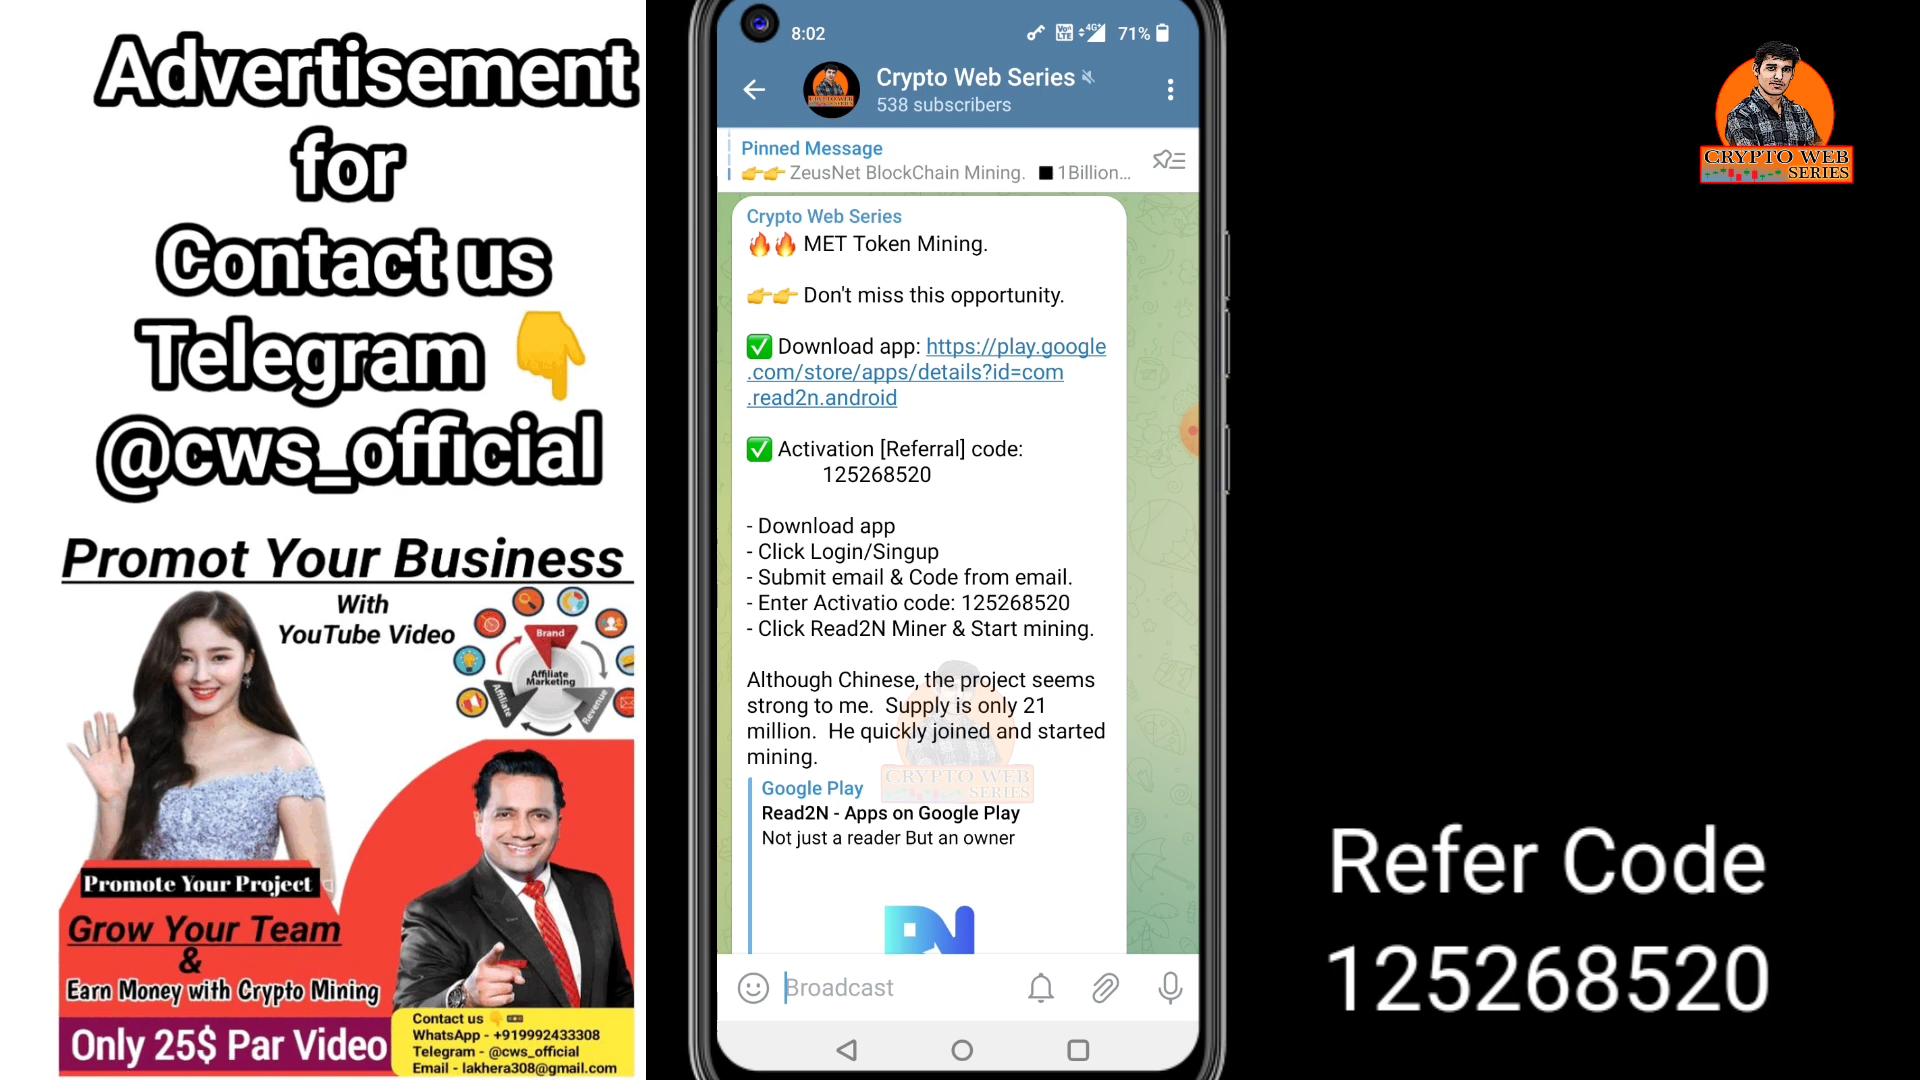 Advertisement
for
Contact us
Telegram 👇
@cws_official
Promot Your Business
With
YouTube Video
Brand
Affiliate
Marketing
Affiliate
Revenue
Promote Your Project
Grow Your Team
&
Earn Money with Crypto Mining
Only 25$ Par Video
Contact us 👇
WhatsApp - +919992433308
Telegram - @cws_official
Email - lakhera308@gmail.com
8:02
4G+
71%
Crypto Web Series
538 subscribers
Pinned Message
👉👉 ZeusNet BlockChain Mining. ⬛ 1Billion...
Crypto Web Series
🔥🔥 MET Token Mining.
👉👉 Don't miss this opportunity.
✅ Download app: https://play.google
.com/store/apps/details?id=com
.read2n.android
✅ Activation [Referral] code:
125268520
- Download app
- Click Login/Singup
- Submit email & Code from email.
- Enter Activatio code: 125268520
- Click Read2N Miner & Start mining.
Although Chinese, the project seems
strong to me. Supply is only 21
million. He quickly joined and started
mining.
CRYPTO WEB
SERIES
Google Play
Read2N - Apps on Google Play
Not just a reader But an owner
Broadcast
CRYPTO WEB
SERIES
Refer Code
125268520